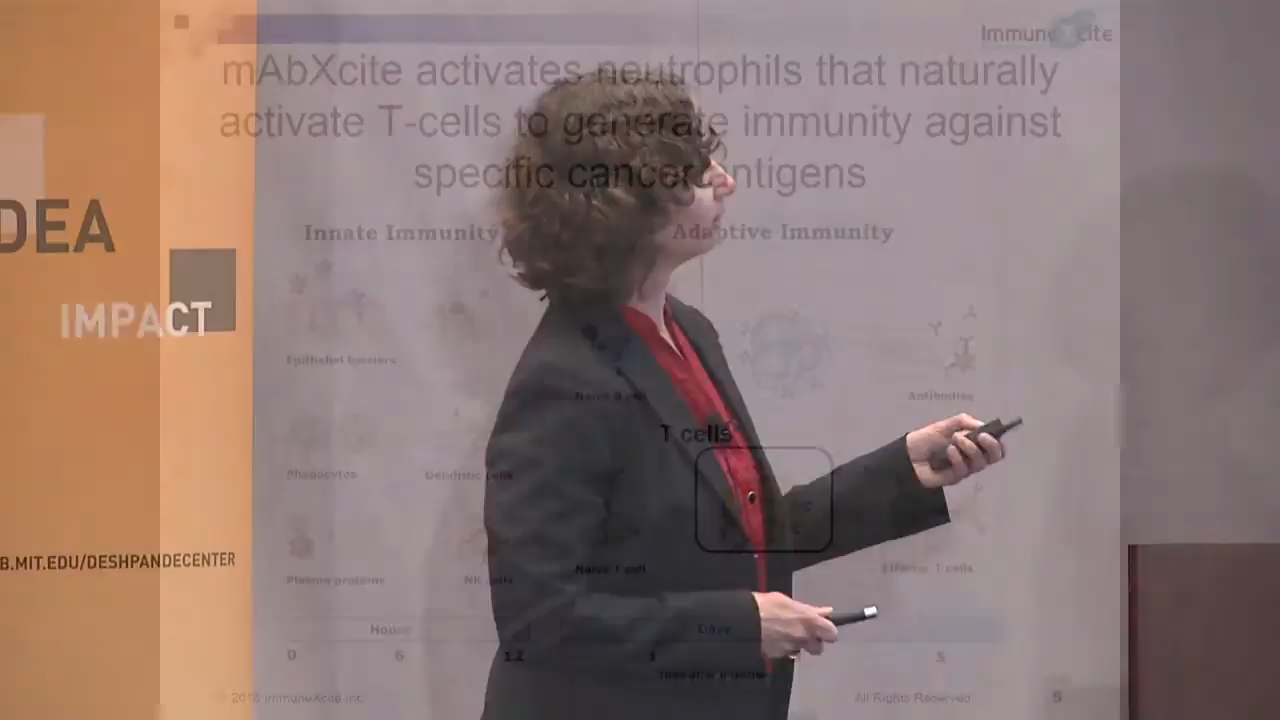 ImmuneXcite
mAbXcite activates neutrophils that naturally
activate T-cells to generate immunity against
specific cancer antigens
DEA
IMPACT
Innate Immunity
Adaptive Immunity
Epithelial barriers
Naive B cell
Antibodies
T cells
Phagocytes
Dendritic cells
B.MIT.EDU/DESHPANDECENTER
Naive T cell
Effector T cells
Plasma proteins
NK cells
Hours
Days
0
6
12
1
5
ImmuneXcite Inc.
All Rights Reserved